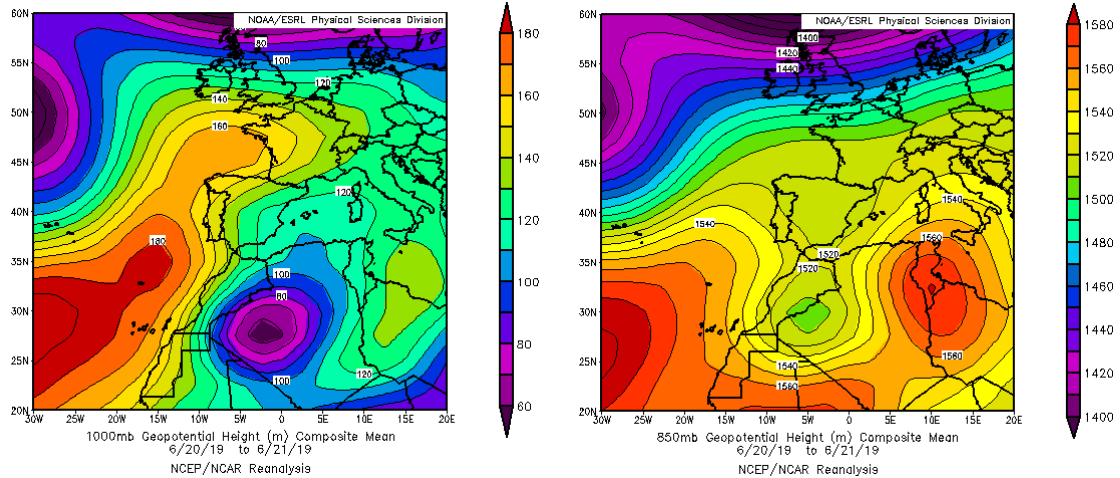 NOAA/ESRL Physical Sciences Division
60N
55N
50N
45N
40N
35N
30N
25N
20N
30W 25W 20W 15W 10W 5W 0 5E 10E 15E 20E
80
100
120
140
160
180
120
100
80
100
120
180
160
140
120
100
80
60
1000mb Geopotential Height (m) Composite Mean
6/20/19 to 6/21/19
NCEP/NCAR Reanalysis
NOAA/ESRL Physical Sciences Division
60N
55N
50N
45N
40N
35N
30N
25N
20N
30W 25W 20W 15W 10W 5W 0 5E 10E 15E 20E
1400
1420
1440
1540
1540
1560
1520
1520
1540
1560
1560
1580
1560
1540
1520
1500
1480
1460
1440
1420
1400
850mb Geopotential Height (m) Composite Mean
6/20/19 to 6/21/19
NCEP/NCAR Reanalysis